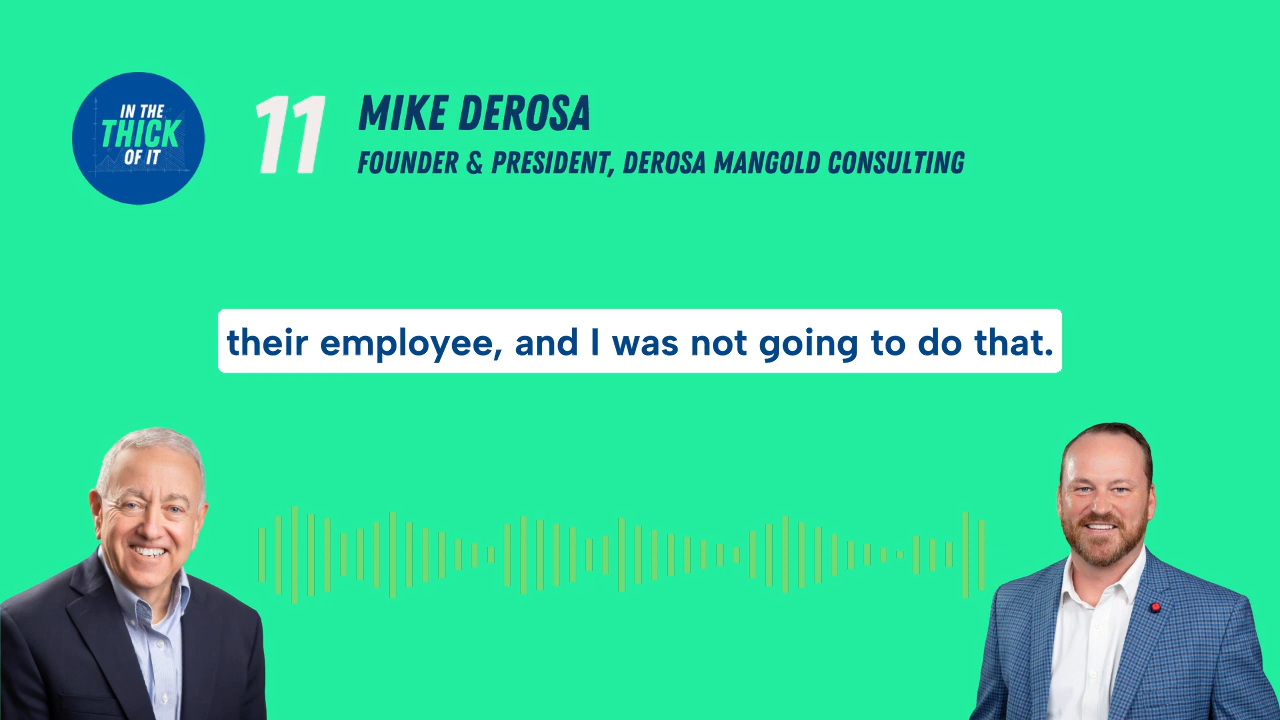 IN THE
THICK
OF IT
11
MIKE DEROSA
FOUNDER & PRESIDENT, DEROSA MANGOLD CONSULTING
their employee, and I was not going to do that.